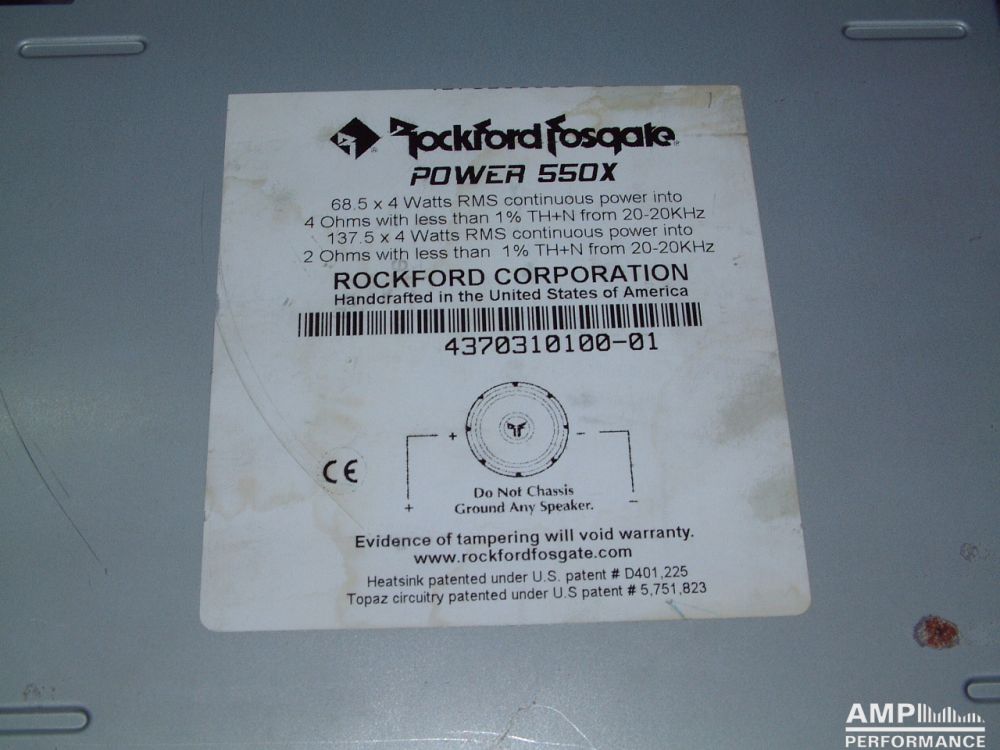 Rockford Fosgate
POWER 550X
68.5 x 4 Watts RMS continuous power into
4 Ohms with less than 1% TH+N from 20-20KHz
137.5 x 4 Watts RMS continuous power into
2 Ohms with less than 1% TH+N from 20-20KHz
ROCKFORD CORPORATION
Handcrafted in the United States of America
4370310100-01
+ -
CE
+ -
Do Not Chassis
Ground Any Speaker.
Evidence of tampering will void warranty.
www.rockfordfosgate.com
Heatsink patented under U.S. patent # D401,225
Topaz circuitry patented under U.S patent # 5,751,823
AMP
PERFORMANCE